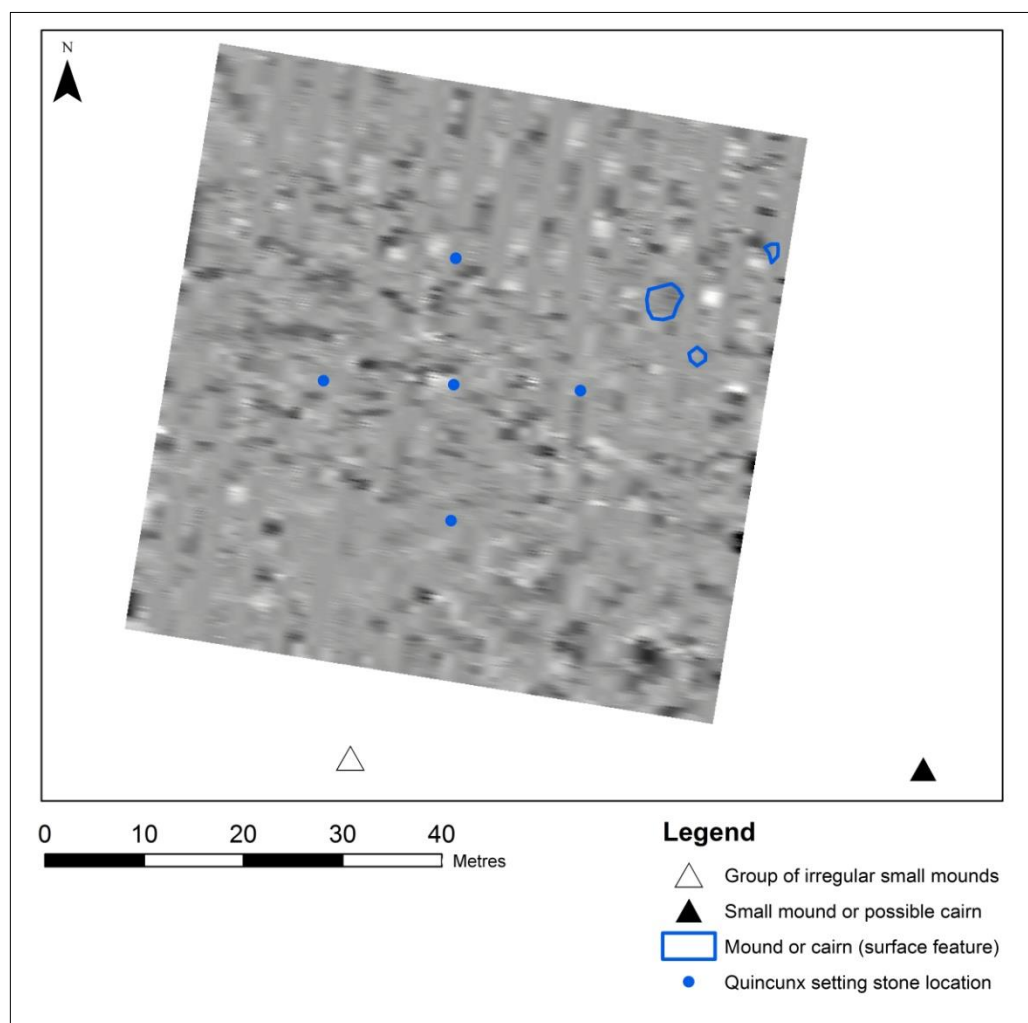 N
0 10 20 30 40
Metres
Legend
Group of irregular small mounds
Small mound or possible cairn
Mound or cairn (surface feature)
Quincunx setting stone location